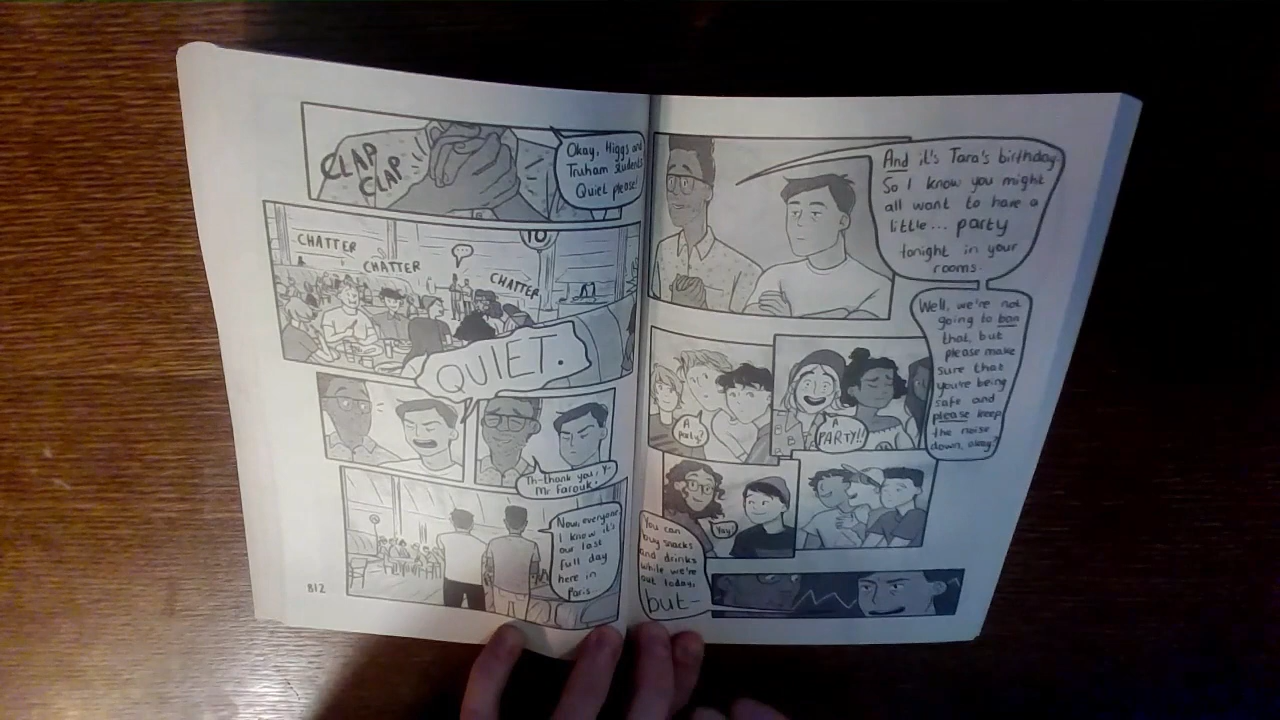 CLAP
CLAP
Okay, Higgs and
Truham students
Quiet please!
CHATTER
CHATTER
CHATTER
10
QUIET.
Th-thank you, Y-
Mr Farouk!
Now, everyone,
I know it's
our last
full day
here in
Paris
812
And it's Tara's birthday.
So I know you might
all want to have a
little... party
tonight in your
rooms.
Well, we're not
going to ban
that, but
please make
sure that
you're being
safe and
please keep
the noise
down, okay?
A
Party?
A
PARTY!!
Yay!
You can
buy snacks
and drinks
while we're
out today,
but-